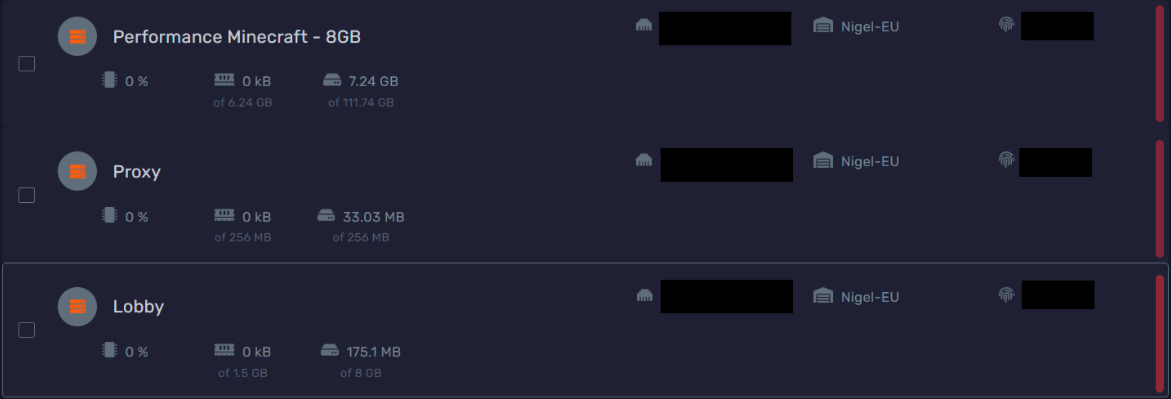 Performance Minecraft - 8GB
Nigel-EU
0 % 0 kB 7.24 GB
of 6.24 GB of 111.74 GB
Proxy
Nigel-EU
0 % 0 kB 33.03 MB
of 256 MB of 256 MB
Lobby
Nigel-EU
0 % 0 kB 175.1 MB
of 1.5 GB of 8 GB